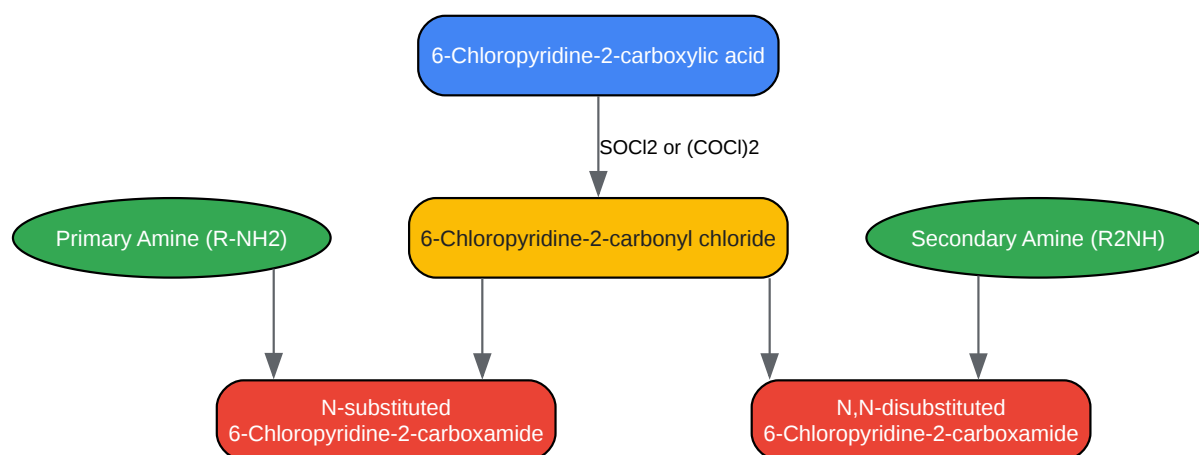 6-Chloropyridine-2-carboxylic acid
SOCl2 or (COCl)2
Primary Amine (R-NH2)
6-Chloropyridine-2-carbonyl chloride
Secondary Amine (R2NH)
N-substituted
6-Chloropyridine-2-carboxamide
N,N-disubstituted
6-Chloropyridine-2-carboxamide